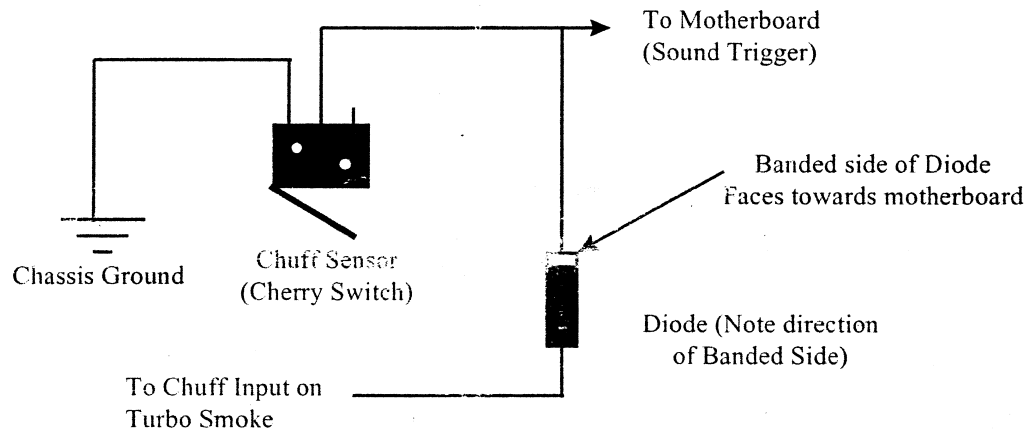 To Motherboard
(Sound Trigger)
Banded side of Diode
Faces towards motherboard
Chassis Ground
Chuff Sensor
(Cherry Switch)
Diode (Note direction
of Banded Side)
To Chuff Input on
Turbo Smoke